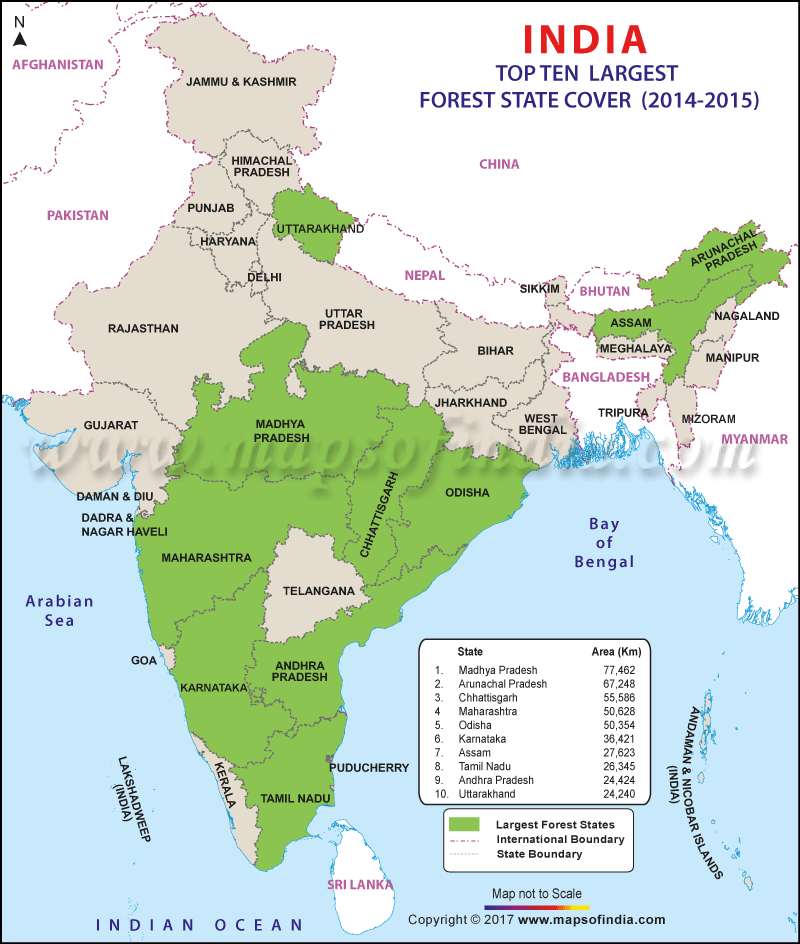 INDIA
TOP TEN LARGEST
FOREST STATE COVER (2014-2015)
N
AFGHANISTAN
JAMMU & KASHMIR
HIMACHAL
PRADESH
CHINA
PAKISTAN
PUNJAB
UTTARAKHAND
HARYANA
DELHI
NEPAL
ARUNACHAL
PRADESH
SIKKIM
BHUTAN
RAJASTHAN
UTTAR
PRADESH
ASSAM
NAGALAND
BIHAR
MEGHALAYA
MANIPUR
BANGLADESH
JHARKHAND
TRIPURA
MIZORAM
GUJARAT
MADHYA
PRADESH
WEST
BENGAL
MYANMAR
www.mapsofindia.com
DAMAN & DIU
DADRA &
NAGAR HAVELI
CHHATTISGARH
ODISHA
Bay
of
Bengal
MAHARASHTRA
TELANGANA
Arabian
Sea
GOA
ANDHRA
PRADESH
KARNATAKA
State Area (Km)
1. Madhya Pradesh 77,462
2. Arunachal Pradesh 67,248
3. Chhattisgarh 55,586
4 Maharashtra 50,628
5. Odisha 50,354
6. Karnataka 36,421
7. Assam 27,623
8. Tamil Nadu 26,345
9. Andhra Pradesh 24,424
10. Uttarakhand 24,240
LAKSHADWEEP
(INDIA)
KERALA
PUDUCHERRY
TAMIL NADU
ANDAMAN & NICOBAR ISLANDS
(INDIA)
Largest Forest States
International Boundary
State Boundary
SRI LANKA
Map not to Scale
INDIAN OCEAN
Copyright © 2017 www.mapsofindia.com